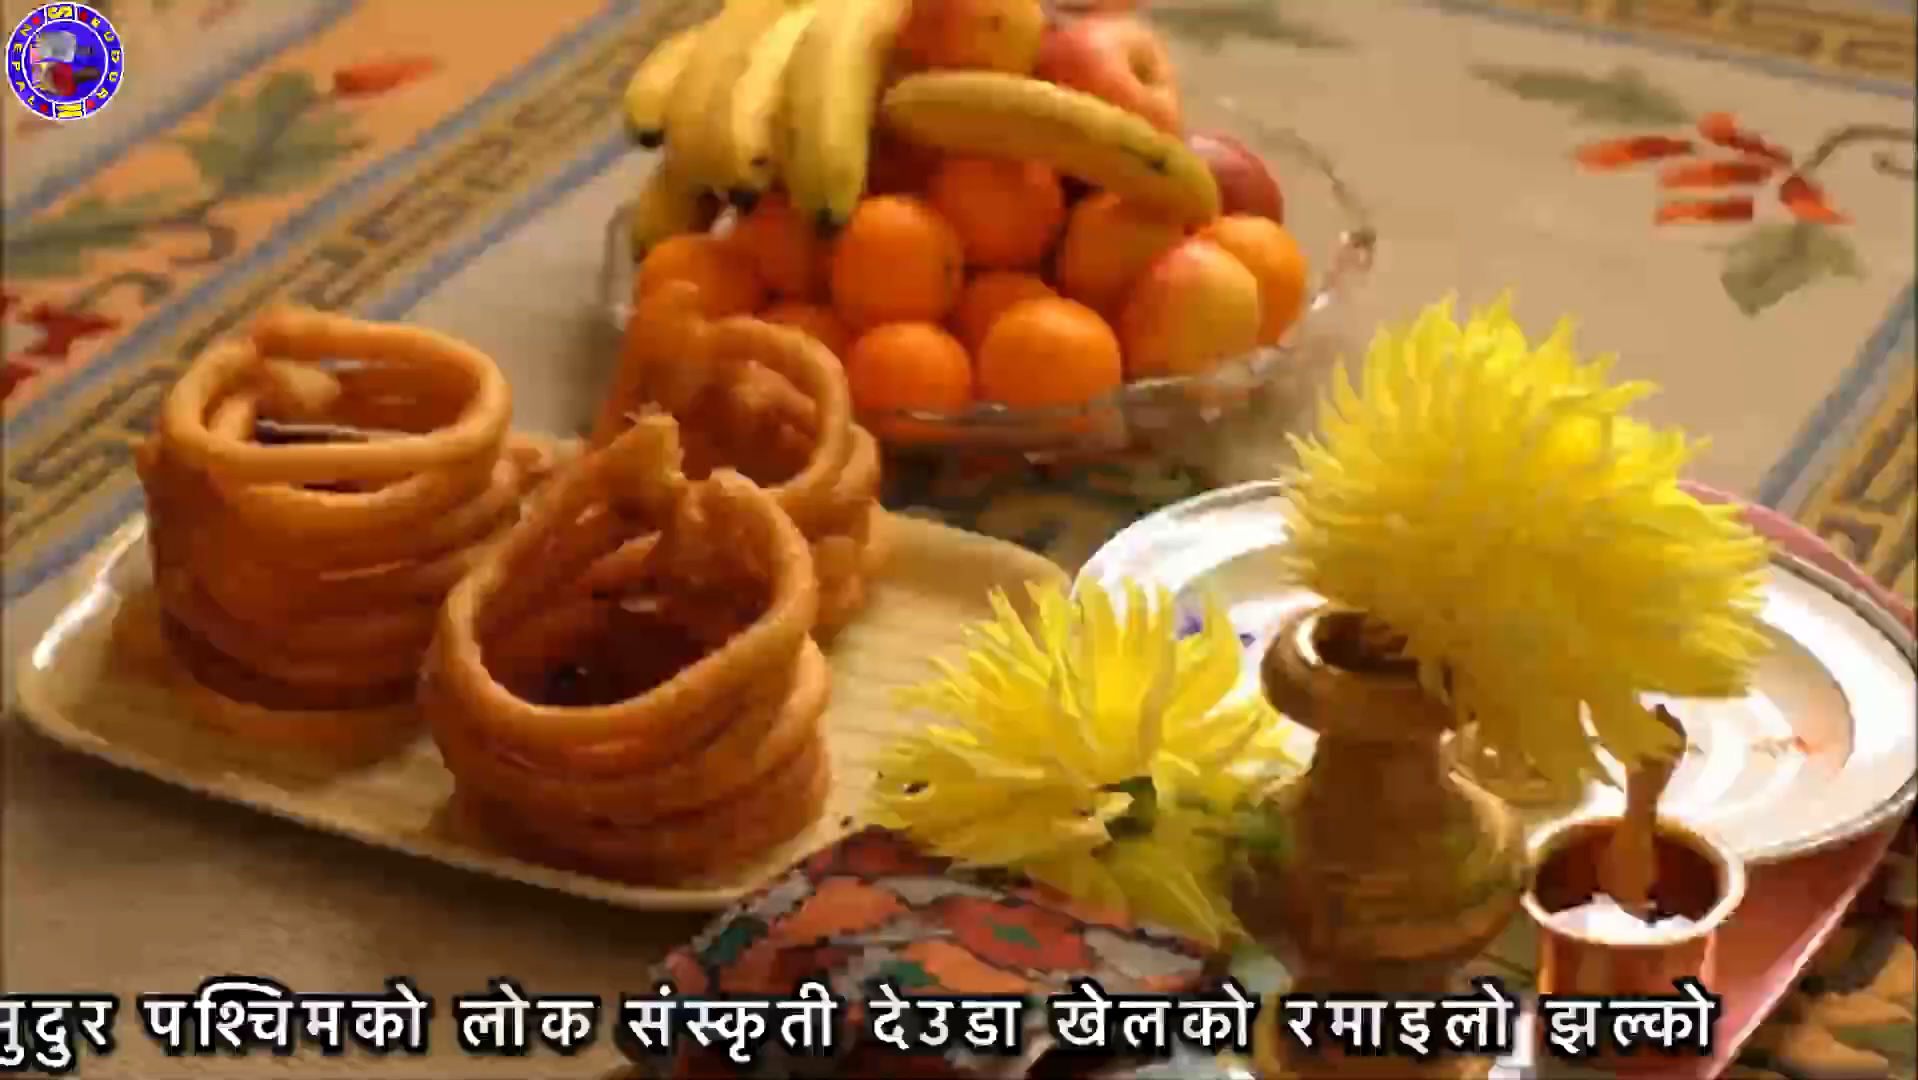 सुदुर पश्चिमको लोक संस्कृती देउडा खेलको रमाइलो झल्को